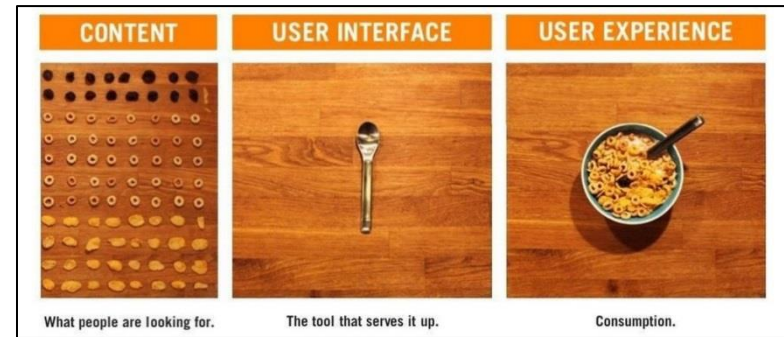 CONTENT
USER INTERFACE
USER EXPERIENCE
What people are looking for.
The tool that serves it up.
Consumption.